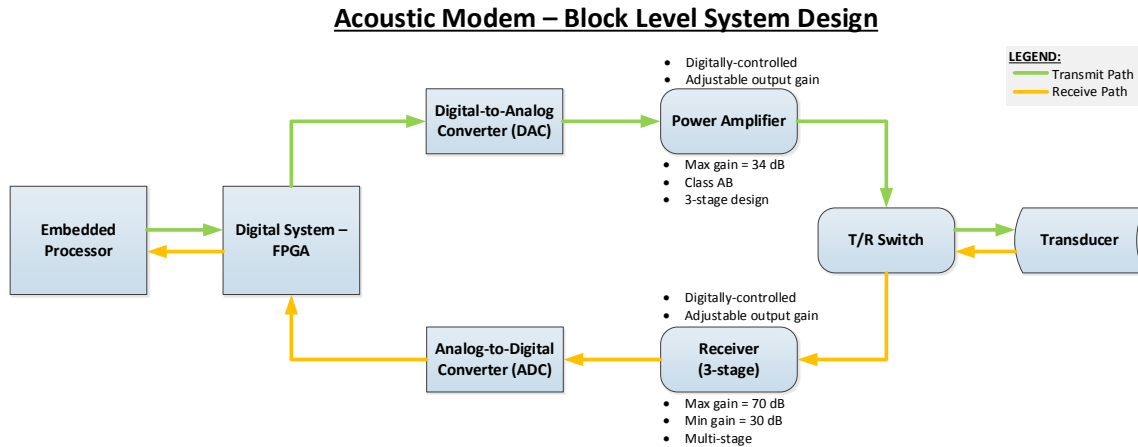 Acoustic Modem – Block Level System Design
LEGEND:
Transmit Path
Receive Path
• Digitally-controlled
• Adjustable output gain
Digital-to-Analog
Converter (DAC)
Power Amplifier
• Max gain = 34 dB
• Class AB
• 3-stage design
Embedded
Processor
Digital System –
FPGA
T/R Switch
Transducer
• Digitally-controlled
• Adjustable output gain
Analog-to-Digital
Converter (ADC)
Receiver
(3-stage)
• Max gain = 70 dB
• Min gain = 30 dB
• Multi-stage